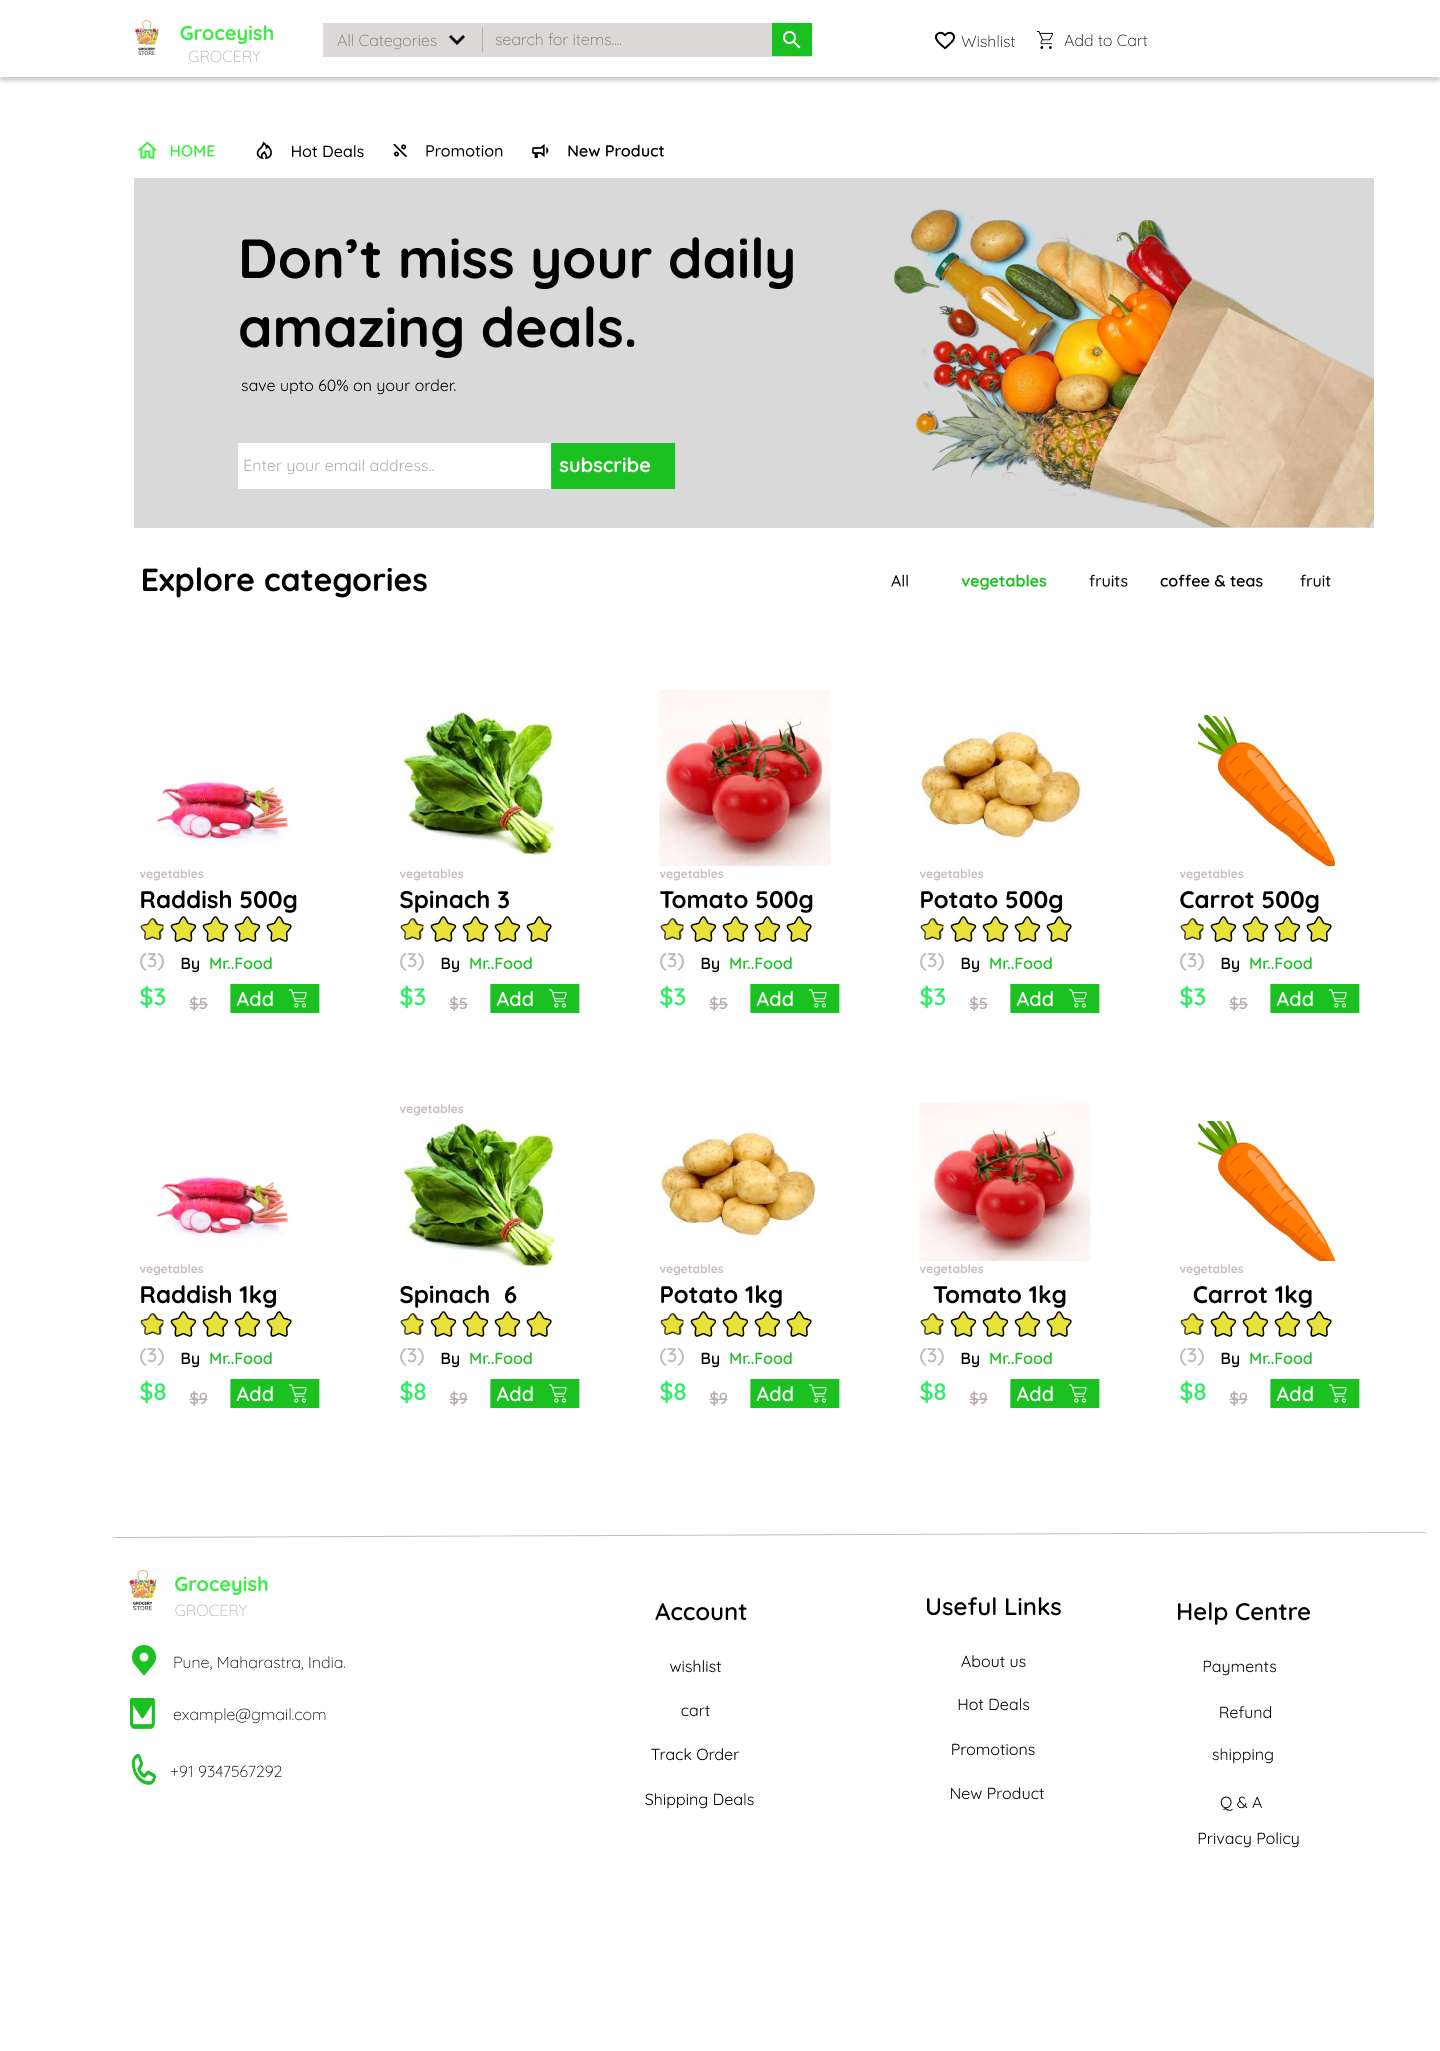 Groceyish
GROCERY
GROCERY
STORE
All Categories
search for items....
Wishlist
Add to Cart
HOME
Hot Deals
Promotion
New Product
Don’t miss your daily
amazing deals.
save upto 60% on your order.
Enter your email address..
subscribe
Explore categories
All
vegetables
fruits
coffee & teas
fruit
vegetables
Raddish 500g
(3) By Mr..Food
$3 $5 Add
vegetables
Spinach 3
(3) By Mr..Food
$3 $5 Add
vegetables
Tomato 500g
(3) By Mr..Food
$3 $5 Add
vegetables
Potato 500g
(3) By Mr..Food
$3 $5 Add
vegetables
Carrot 500g
(3) By Mr..Food
$3 $5 Add
vegetables
Raddish 1kg
(3) By Mr..Food
$8 $9 Add
vegetables
Spinach 6
(3) By Mr..Food
$8 $9 Add
vegetables
Potato 1kg
(3) By Mr..Food
$8 $9 Add
vegetables
Tomato 1kg
(3) By Mr..Food
$8 $9 Add
vegetables
Carrot 1kg
(3) By Mr..Food
$8 $9 Add
Groceyish
GROCERY
GROCERY
STORE
Pune, Maharastra, India.
example@gmail.com
+91 9347567292
Account
wishlist
cart
Track Order
Shipping Deals
Useful Links
About us
Hot Deals
Promotions
New Product
Help Centre
Payments
Refund
shipping
Q & A
Privacy Policy